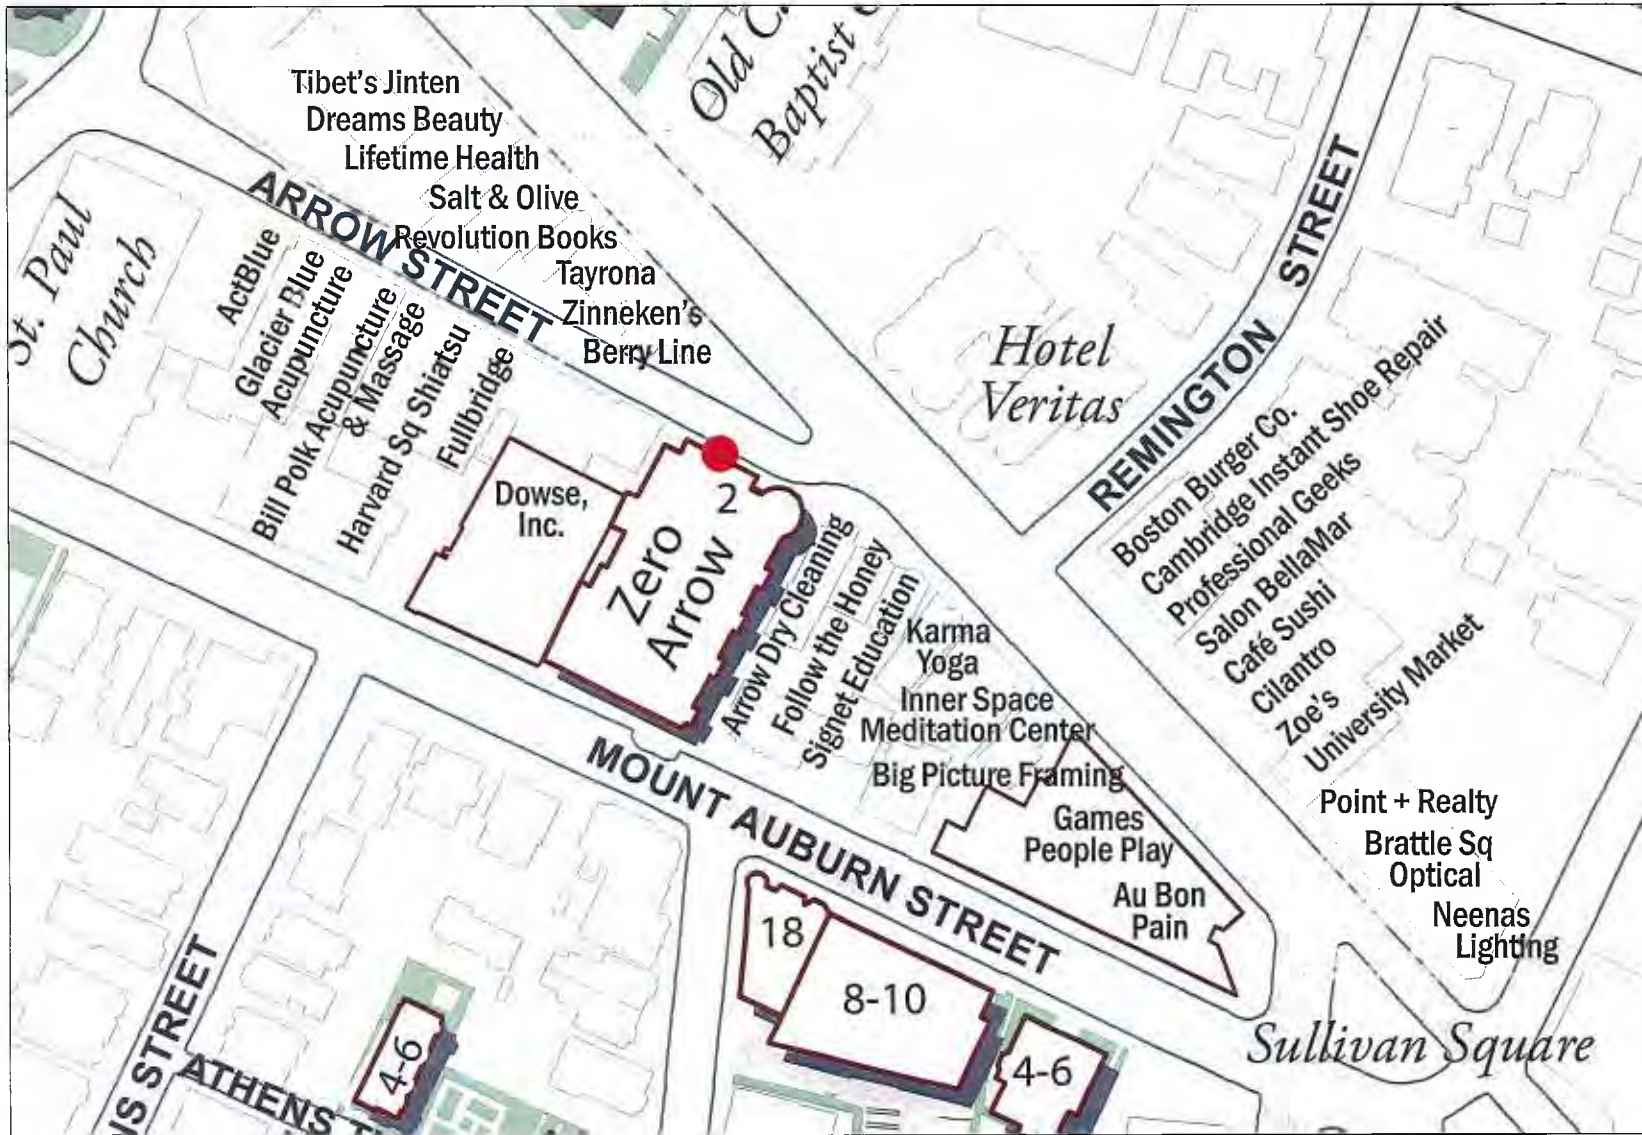 Old
Baptist
Tibet's Jinten
Dreams Beauty
Lifetime Health
Salt & Olive
Revolution Books
Tayrona
Zinneken's
Berry Line
ARROW STREET
St. Paul
Church
ActBlue
Glacier Blue
Acupuncture
Bill Polk Acupuncture
& Massage
Harvard Sq Shiatsu
Fullbridge
Dowse,
Inc.
2
Zero
Arrow
Hotel
Veritas
REMINGTON STREET
Boston Burger Co.
Cambridge Instant Shoe Repair
Professional Geeks
Salon BellaMar
Café Sushi
Cilantro
Zoe's
University Market
Point + Realty
Brattle Sq
Optical
Neenas
Lighting
Arrow Dry Cleaning
Follow the Honey
Signet Education
Karma
Yoga
Inner Space
Meditation Center
Big Picture Framing
Games
People Play
Au Bon
Pain
MOUNT AUBURN STREET
18
8-10
4-6
4-6
Sullivan Square
STREET
ATHENS